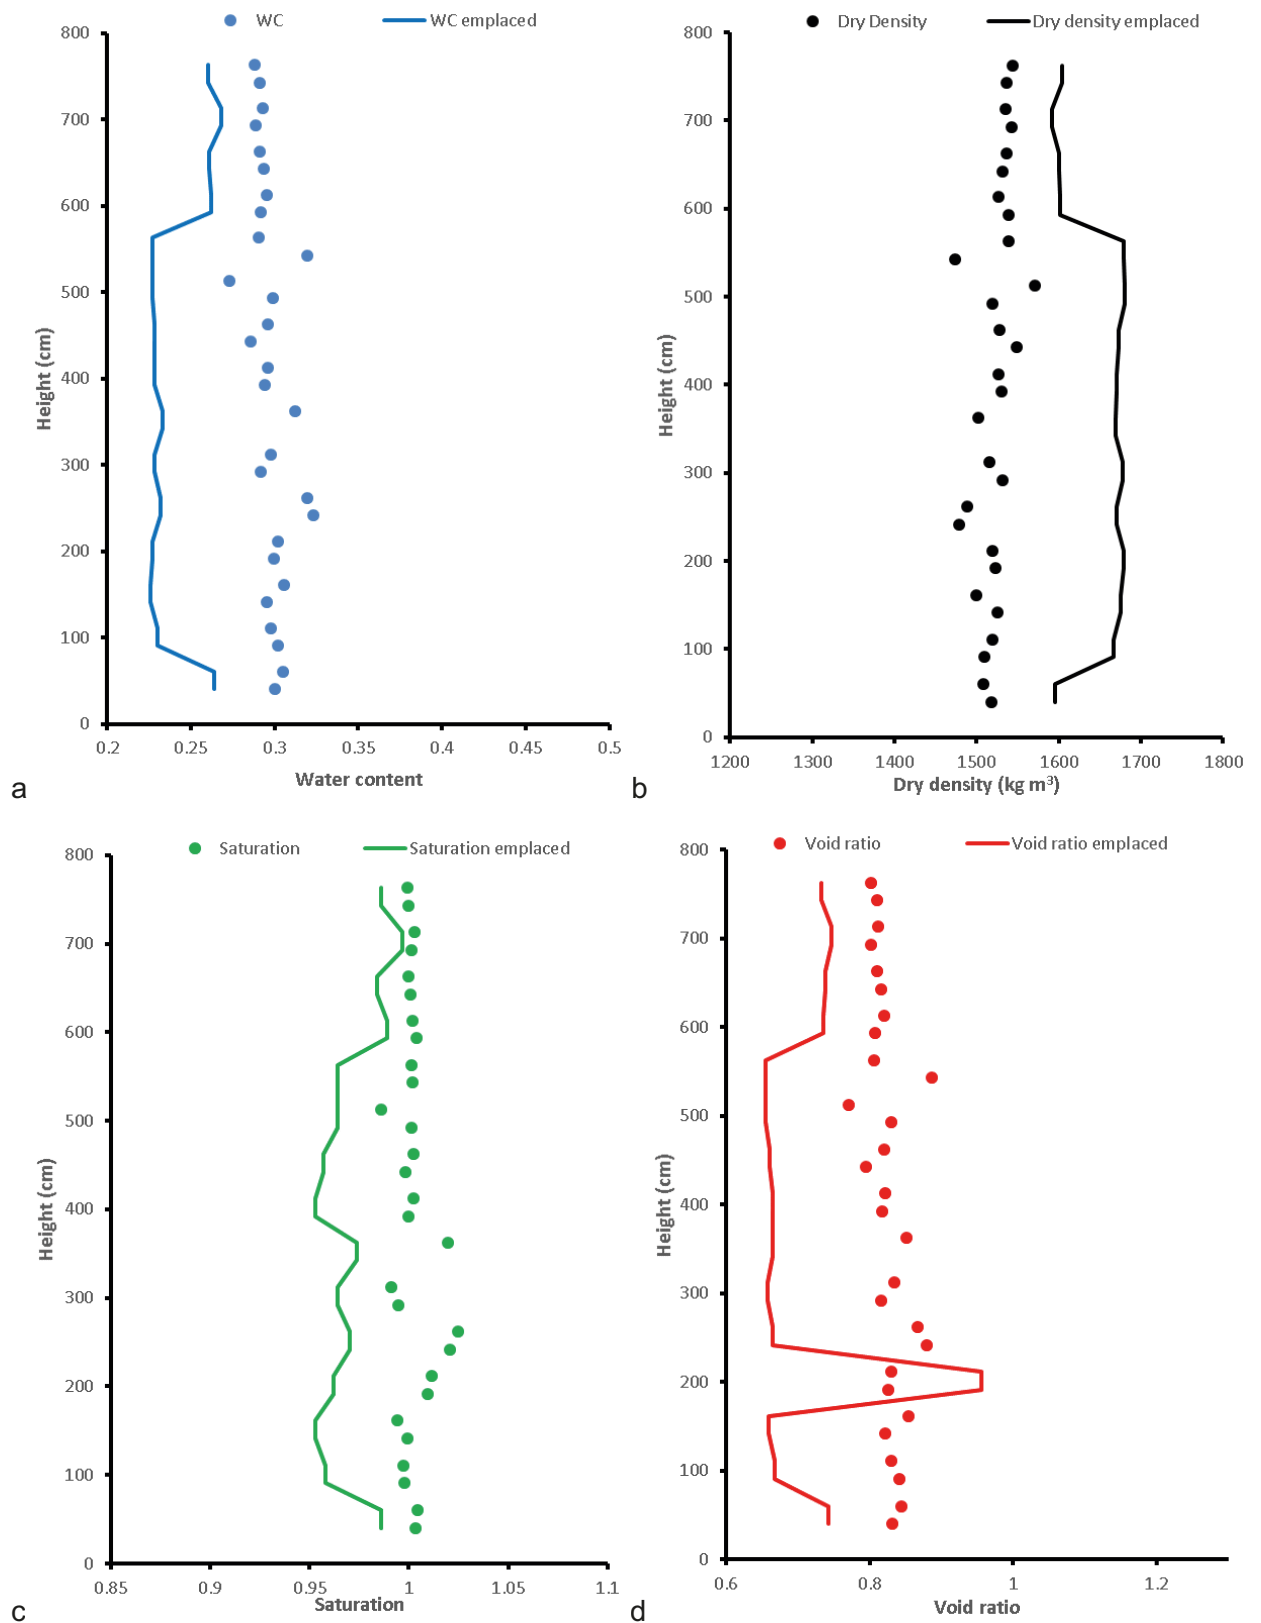 WC WC emplaced
800
700
600
500
400
300
200
100
0
Height (cm)
0.2 0.25 0.3 0.35 0.4 0.45 0.5
Water content
a
Dry Density Dry density emplaced
800
700
600
500
400
300
200
100
0
Height (cm)
1200 1300 1400 1500 1600 1700 1800
Dry density (kg m³)
b
Saturation Saturation emplaced
800
700
600
500
400
300
200
100
0
Height (cm)
0.85 0.9 0.95 1 1.05 1.1
Saturation
c
Void ratio Void ratio emplaced
800
700
600
500
400
300
200
100
0
Height (cm)
0.6 0.8 1 1.2
Void ratio
d